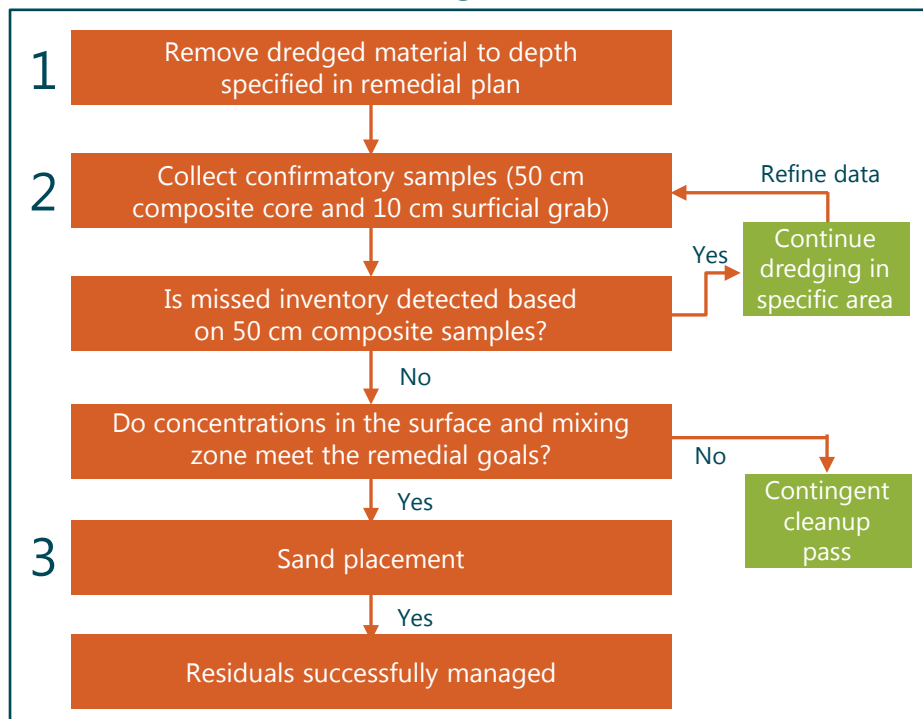 1
Remove dredged material to depth
specified in remedial plan
2
Collect confirmatory samples (50 cm
composite core and 10 cm surficial grab)
Refine data
Continue
dredging in
specific area
Yes
Is missed inventory detected based
on 50 cm composite samples?
No
Do concentrations in the surface and mixing
zone meet the remedial goals?
No
Contingent
cleanup
pass
Yes
3
Sand placement
Yes
Residuals successfully managed